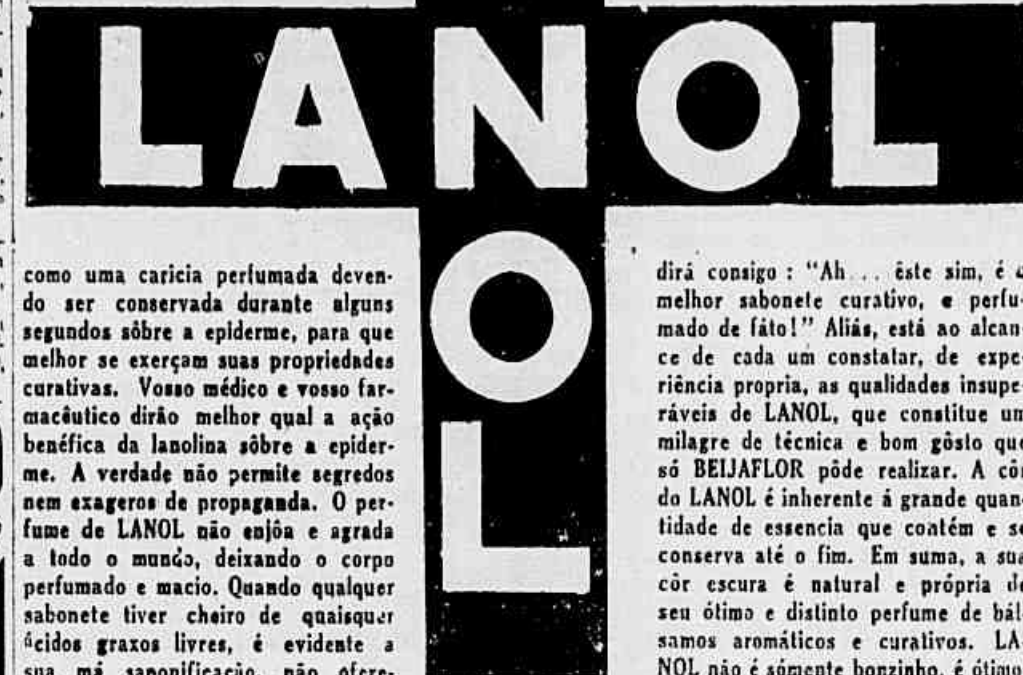 LANOL
OL
como uma caricia perfumada deven-
do ser conservada durante alguns
segundos sôbre a epiderme, para que
melhor se exerçam suas propriedades
curativas. Vosso médico e vosso far-
macêutico dirão melhor qual a ação
benéfica da lanolina sôbre a epider-
me. A verdade não permite segredos
nem exageros de propaganda. O per-
fume de LANOL não enjôa e agrada
a todo o mundo, deixando o corpo
perfumado e macio. Quando qualquer
sabonete tiver cheiro de quaisquer
ácidos graxos livres, é evidente a
sua má saponificação, não ofere-
dirá consigo : "Ah... êste sim, é
melhor sabonete curativo, e perfu-
mado de fáto!" Aliás, está ao alcan-
ce de cada um constatar, de expe-
riência propria, as qualidades insupe-
ráveis de LANOL, que constitue um
milagre de técnica e bom gôsto que
só BEIJAFLOR póde realizar. A côr
do LANOL é inherente á grande quan-
tidade de essencia que contém e se
conserva até o fim. Em suma, a sua
côr escura é natural e própria do
seu ótimo e distinto perfume de bál-
samos aromáticos e curativos. LA-
NOL não é sómente bonzinho, é ótimo